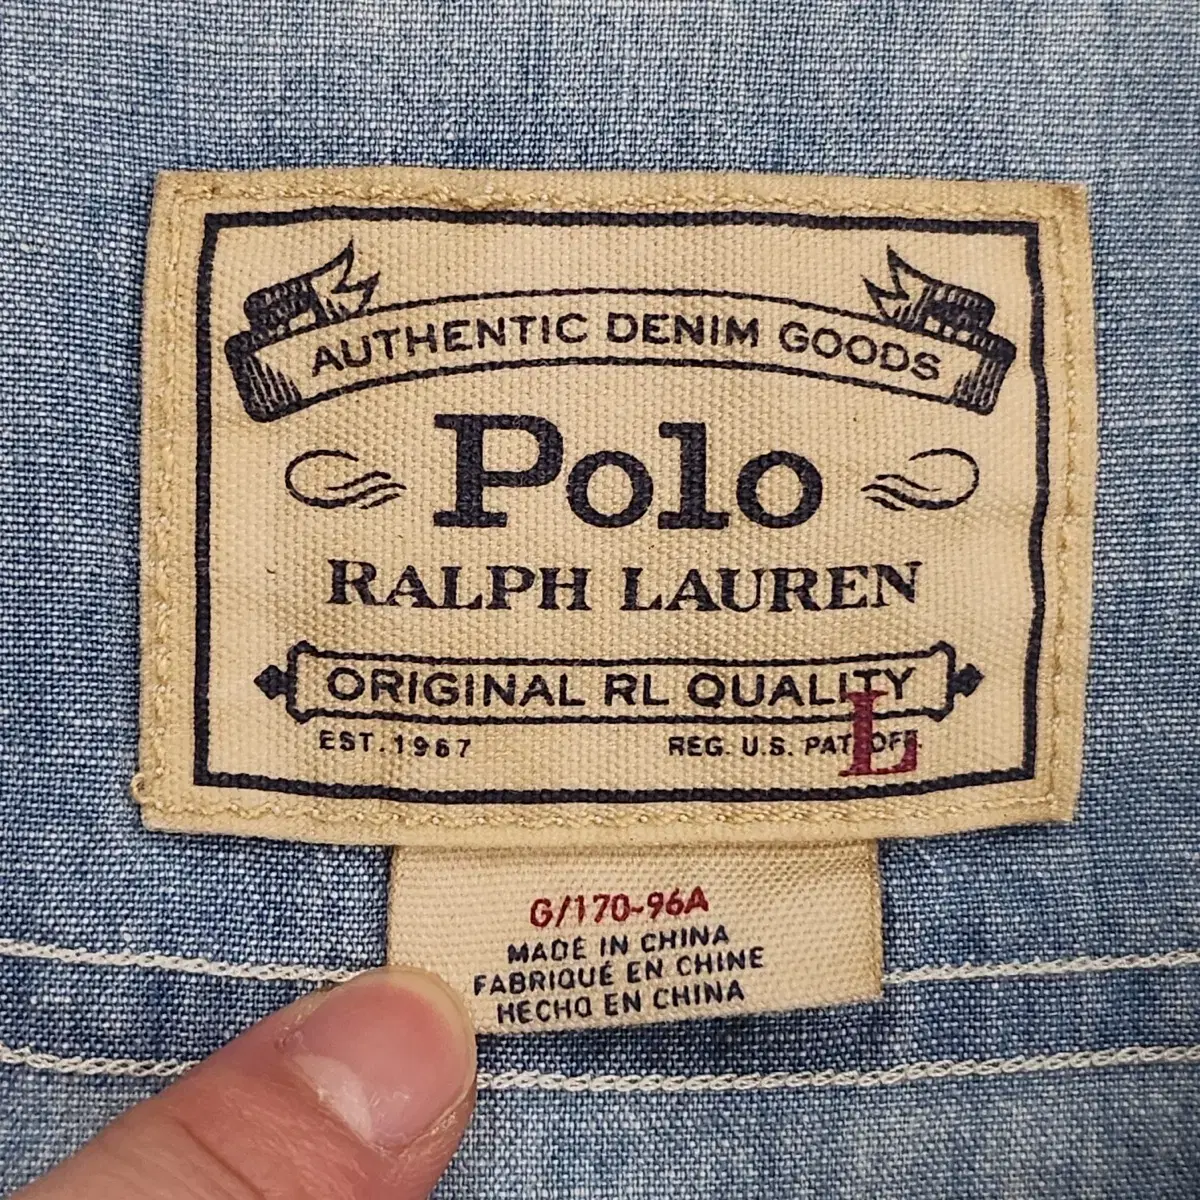 AUTHENTIC DENIM GOODS
Polo
RALPH LAUREN
ORIGINAL RL QUALITY
EST. 1967 REG. U.S. PAT. OFF.
L
G/170-96A
MADE IN CHINA
FABRIQUÉ EN CHINE
HECHO EN CHINA